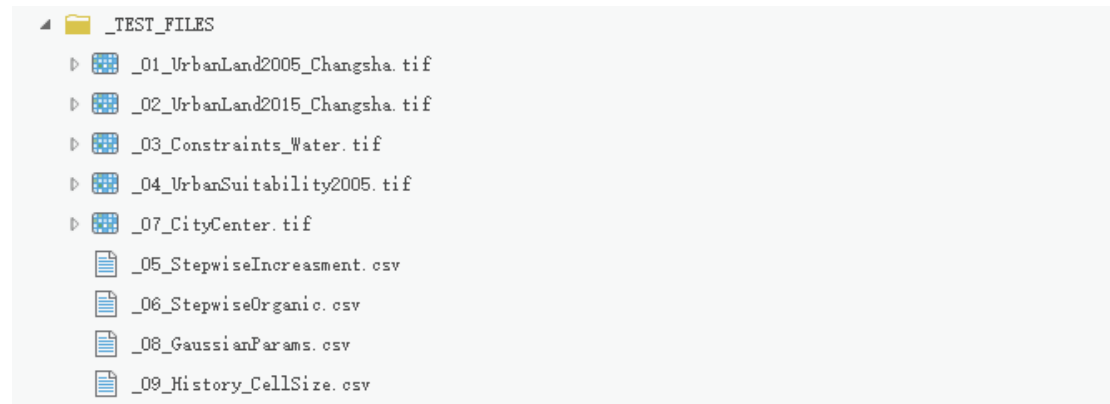 _TEST_FILES
_01_UrbanLand2005_Changsha.tif
_02_UrbanLand2015_Changsha.tif
_03_Constraints_Water.tif
_04_UrbanSuitability2005.tif
_07_CityCenter.tif
_05_StepwiseIncreasment.csv
_06_StepwiseOrganic.csv
_08_GaussianParams.csv
_09_History_CellSize.csv